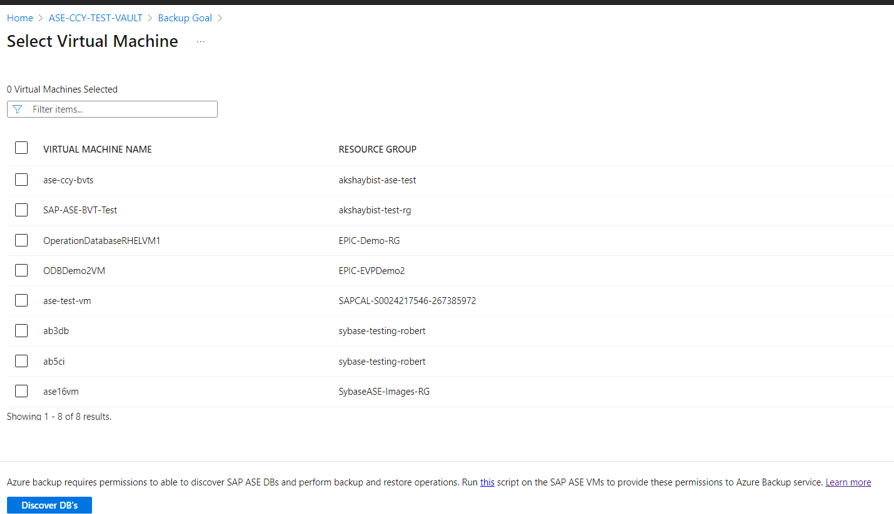 Home > ASE-CCY-TEST-VAULT > Backup Goal >
Select Virtual Machine ...
0 Virtual Machines Selected
Filter items...
VIRTUAL MACHINE NAME RESOURCE GROUP
ase-ccy-bvts akshaybist-ase-test
SAP-ASE-BVT-Test akshaybist-test-rg
OperationDatabaseRHELVM1 EPIC-Demo-RG
ODBDemo2VM EPIC-EVPDemo2
ase-test-vm SAPCAL-S0024217546-267385972
ab3db sybase-testing-robert
ab5ci sybase-testing-robert
ase16vm SybaseASE-Images-RG
Showing 1 - 8 of 8 results.
Azure backup requires permissions to able to discover SAP ASE DBs and perform backup and restore operations. Run this script on the SAP ASE VMs to provide these permissions to Azure Backup service. Learn more
Discover DB's